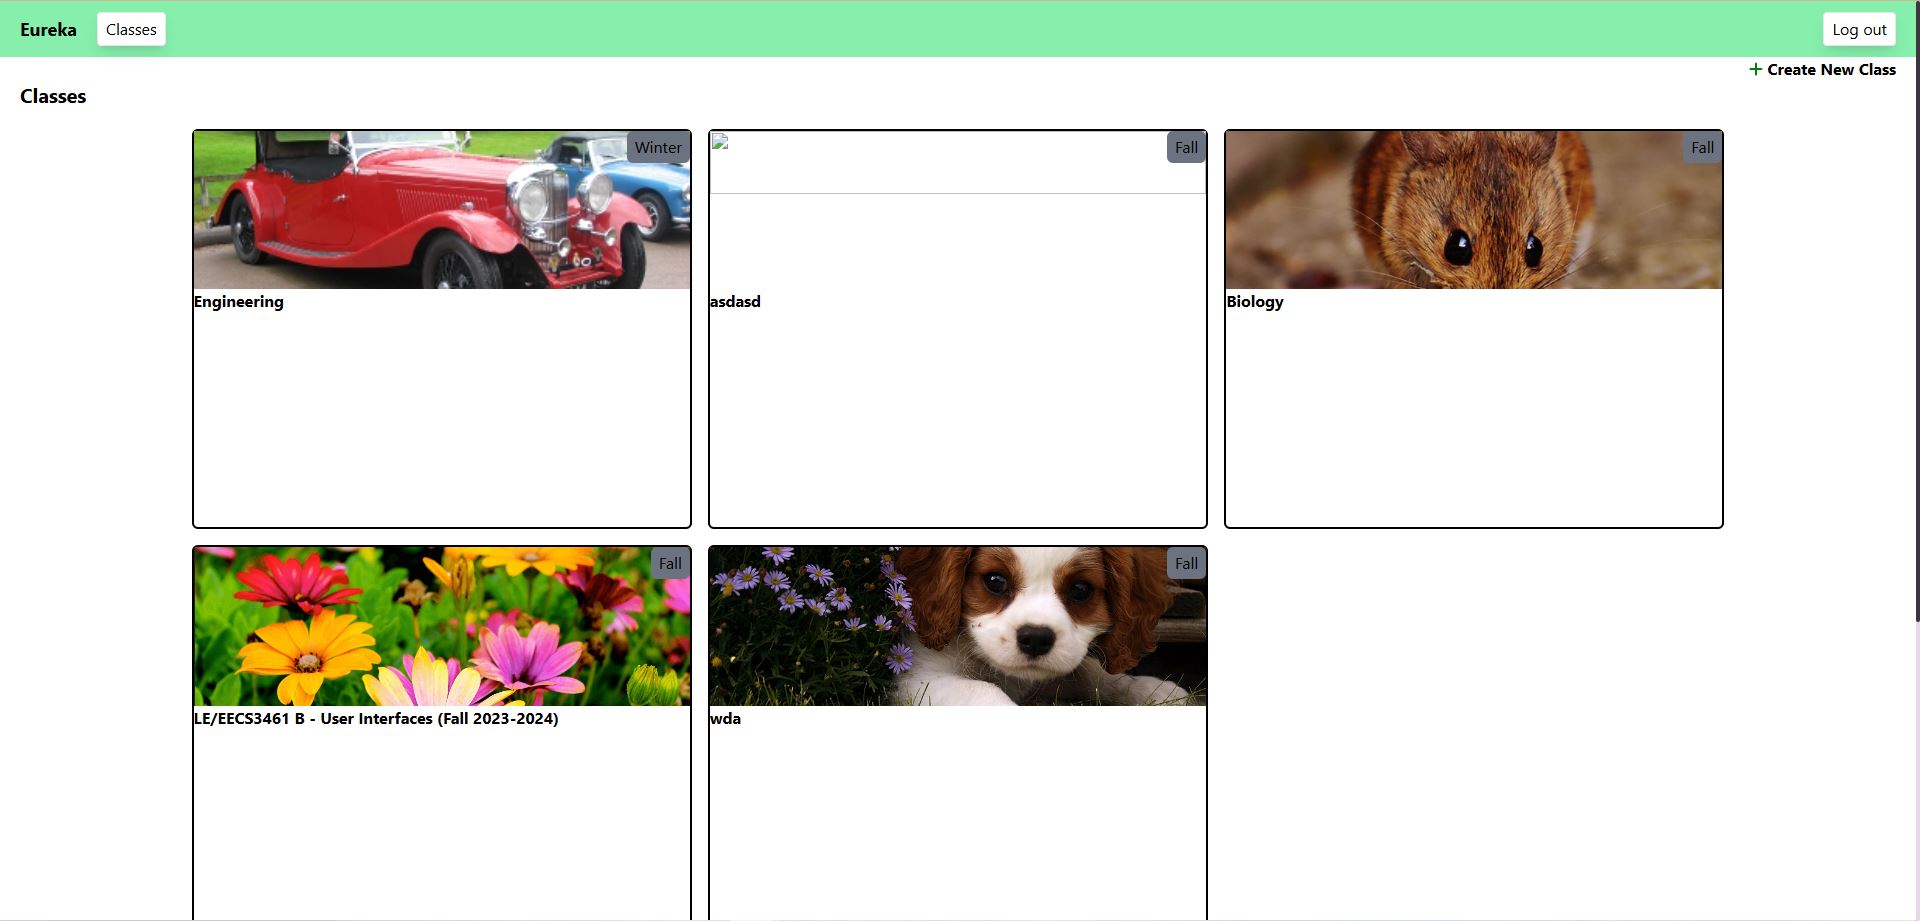 Eureka Classes Log out
Create New Class
Classes
Winter Fall Fall
Engineering asdasd Biology
Fall Fall
LE/EECS3461 B - User Interfaces (Fall 2023-2024) wda